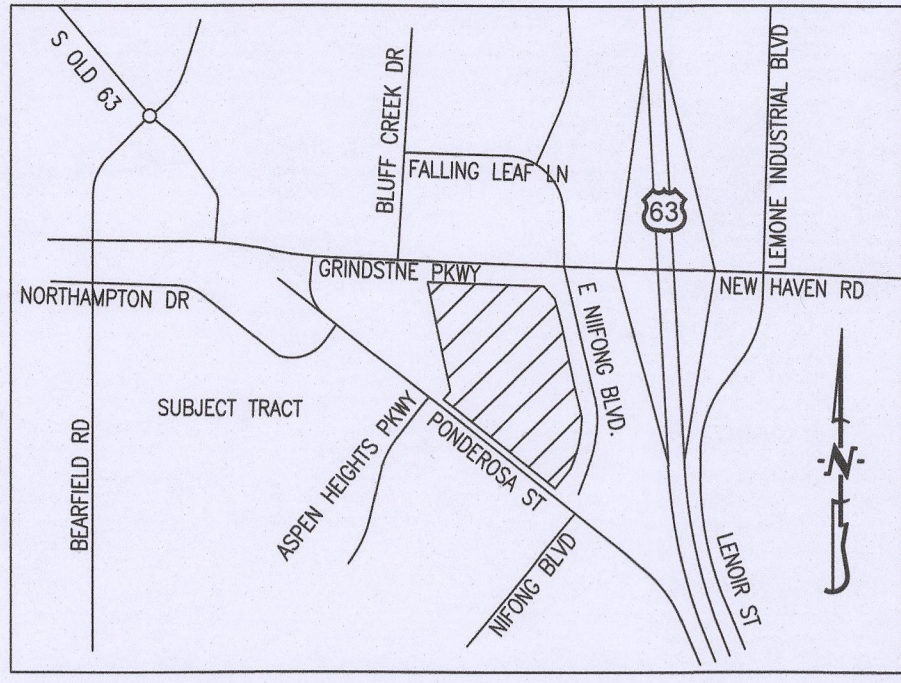 S OLD 63
BLUFF CREEK DR
FALLING LEAF LN
63
LEMONE INDUSTRIAL BLVD
GRINDSTNE PKWY
NEW HAVEN RD
NORTHAMPTON DR
E NIIFONG BLVD.
SUBJECT TRACT
BEARFIELD RD
ASPEN HEIGHTS PKWY
PONDEROSA ST
NIFONG BLVD
LENOIR ST
N